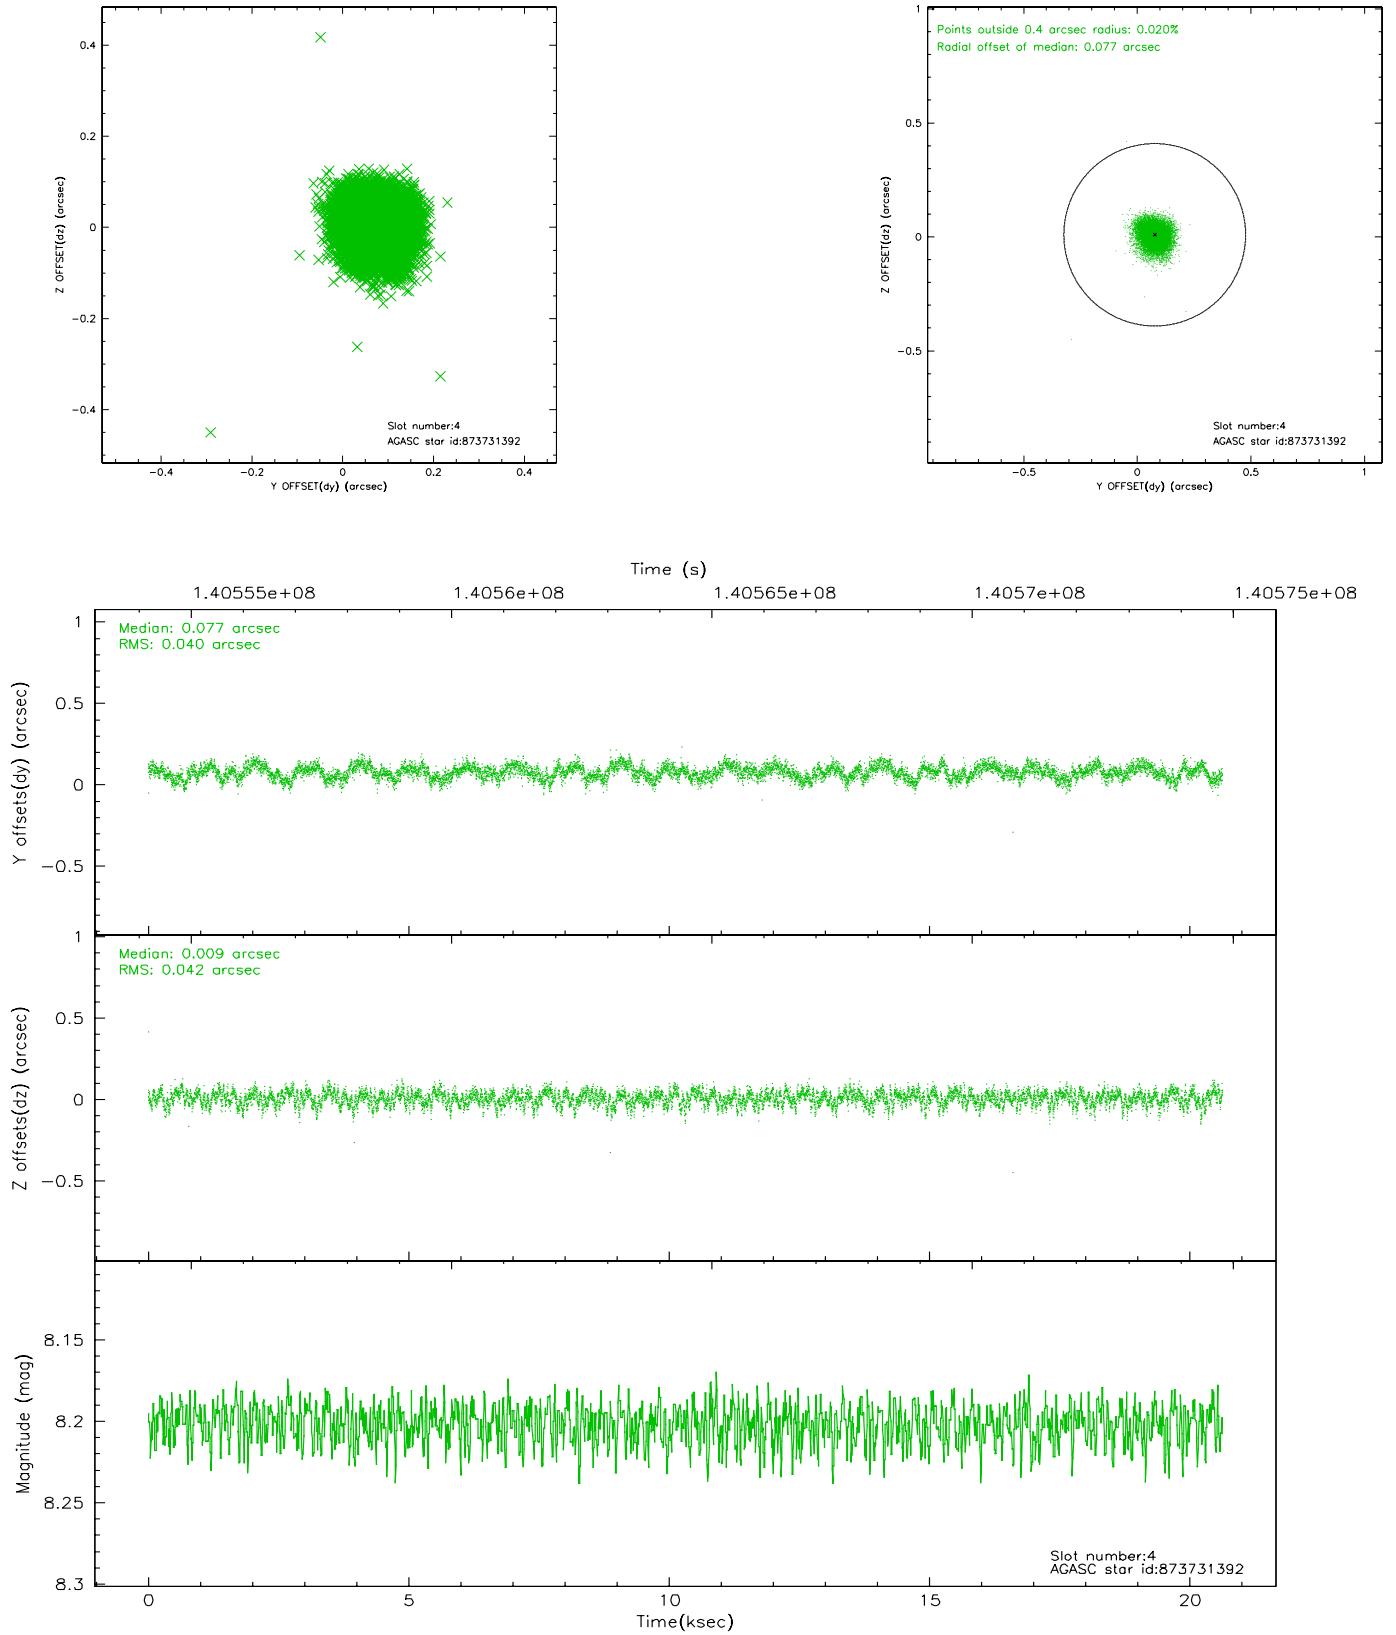 0.4
0.2
0
−0.2
−0.4
Z OFFSET(dz) (arcsec)
Slot number:4
AGASC star id:873731392
−0.4 −0.2 0 0.2 0.4
Y OFFSET(dy) (arcsec)
1
0.5
0
−0.5
Z OFFSET(dz) (arcsec)
Points outside 0.4 arcsec radius: 0.020%
Radial offset of median: 0.077 arcsec
Slot number:4
AGASC star id:873731392
−0.5 0 0.5 1
Y OFFSET(dy) (arcsec)
Time (s)
1.40555e+08 1.4056e+08 1.40565e+08 1.4057e+08 1.40575e+08
Median: 0.077 arcsec
RMS: 0.040 arcsec
1
0.5
0
−0.5
Y offsets(dy) (arcsec)
Median: 0.009 arcsec
RMS: 0.042 arcsec
1
0.5
0
−0.5
Z offsets(dz) (arcsec)
8.15
8.2
8.25
8.3
Magnitude (mag)
Slot number:4
AGASC star id:873731392
0 5 10 15 20
Time(ksec)